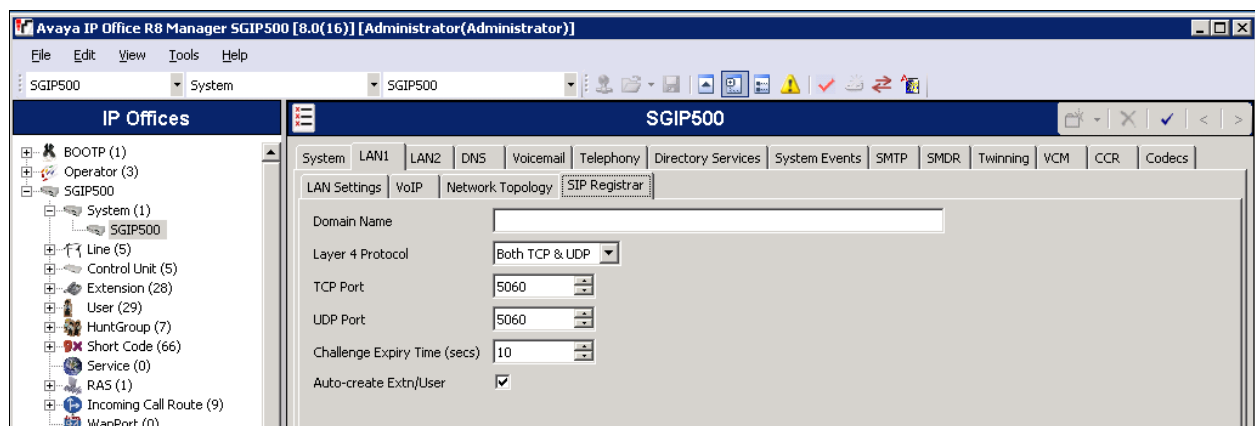 Avaya IP Office R8 Manager SGIP500 [8.0(16)] [Administrator(Administrator)]
File Edit View Tools Help
SGIP500 System SGIP500
IP Offices
SGIP500
BOOTP (1)
Operator (3)
SGIP500
System (1)
SGIP500
Line (5)
Control Unit (5)
Extension (28)
User (29)
HuntGroup (7)
Short Code (66)
Service (0)
RAS (1)
Incoming Call Route (9)
WanPort (0)
System LAN1 LAN2 DNS Voicemail Telephony Directory Services System Events SMTP SMDR Twinning VCM CCR Codecs
LAN Settings VoIP Network Topology SIP Registrar
Domain Name
Layer 4 Protocol Both TCP & UDP
TCP Port 5060
UDP Port 5060
Challenge Expiry Time (secs) 10
Auto-create Extn/User